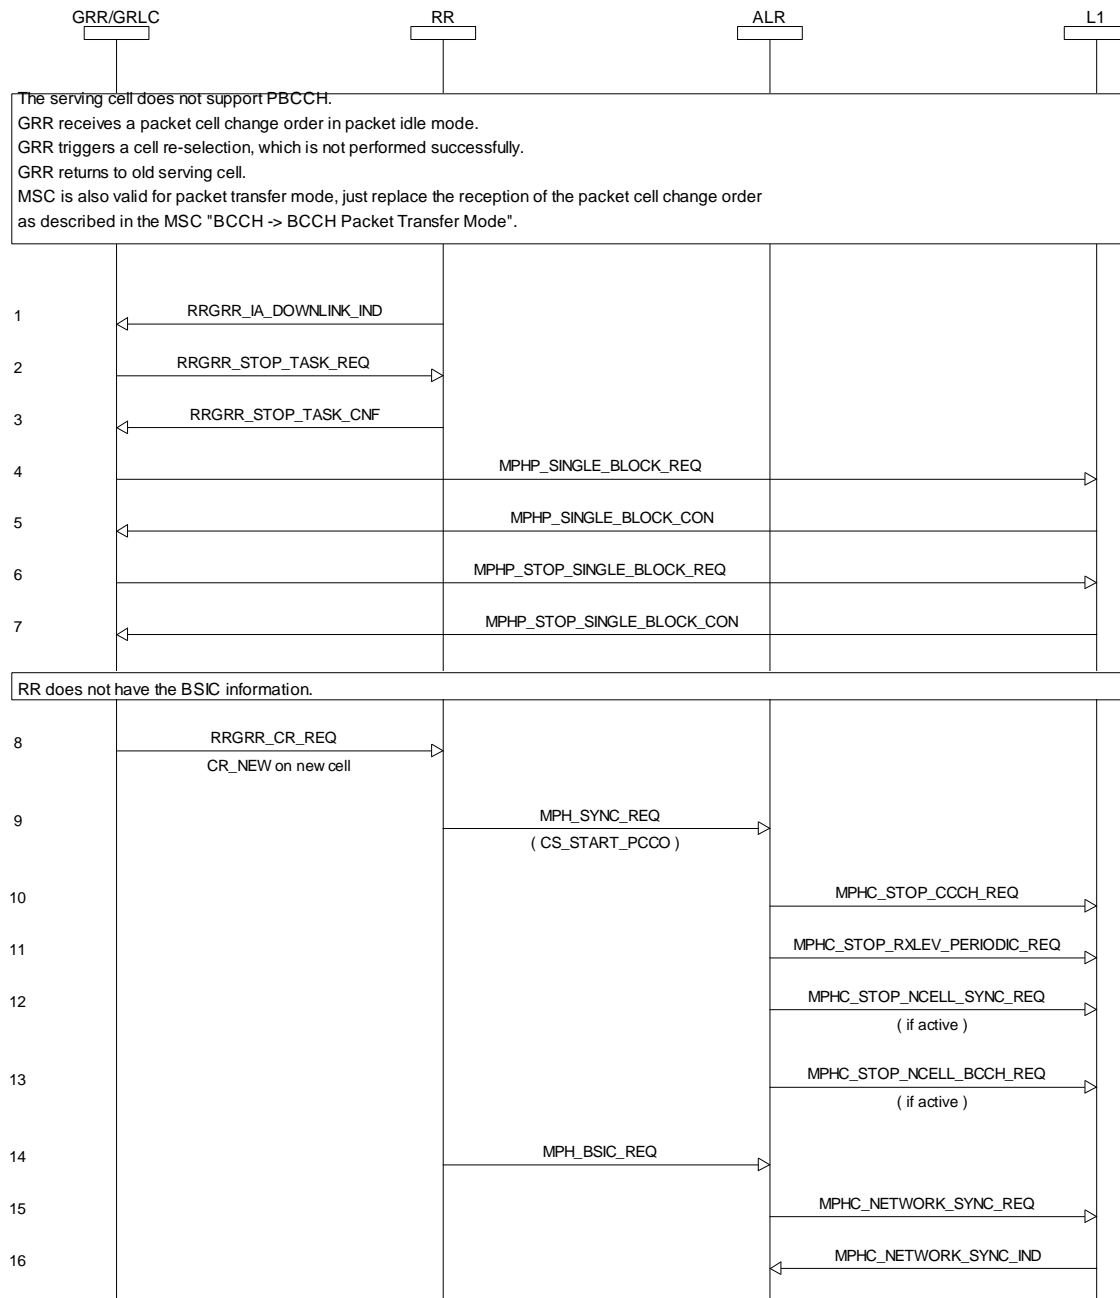 GRR/GRLC RR ALR L1
The serving cell does not support PBCCH.
GRR receives a packet cell change order in packet idle mode.
GRR triggers a cell re-selection, which is not performed successfully.
GRR returns to old serving cell.
MSC is also valid for packet transfer mode, just replace the reception of the packet cell change order
as described in the MSC "BCCH -> BCCH Packet Transfer Mode".
1 RRGRR_IA_DOWNLINK_IND
2 RRGRR_STOP_TASK_REQ
3 RRGRR_STOP_TASK_CNF
4 MPHP_SINGLE_BLOCK_REQ
5 MPHP_SINGLE_BLOCK_CON
6 MPHP_STOP_SINGLE_BLOCK_REQ
7 MPHP_STOP_SINGLE_BLOCK_CON
RR does not have the BSIC information.
8 RRGRR_CR_REQ
CR_NEW on new cell
9 MPH_SYNC_REQ
( CS_START_PCCO )
10 MPHC_STOP_CCCH_REQ
11 MPHC_STOP_RXLEV_PERIODIC_REQ
12 MPHC_STOP_NCELL_SYNC_REQ
( if active )
13 MPHC_STOP_NCELL_BCCH_REQ
( if active )
14 MPH_BSIC_REQ
15 MPHC_NETWORK_SYNC_REQ
16 MPHC_NETWORK_SYNC_IND